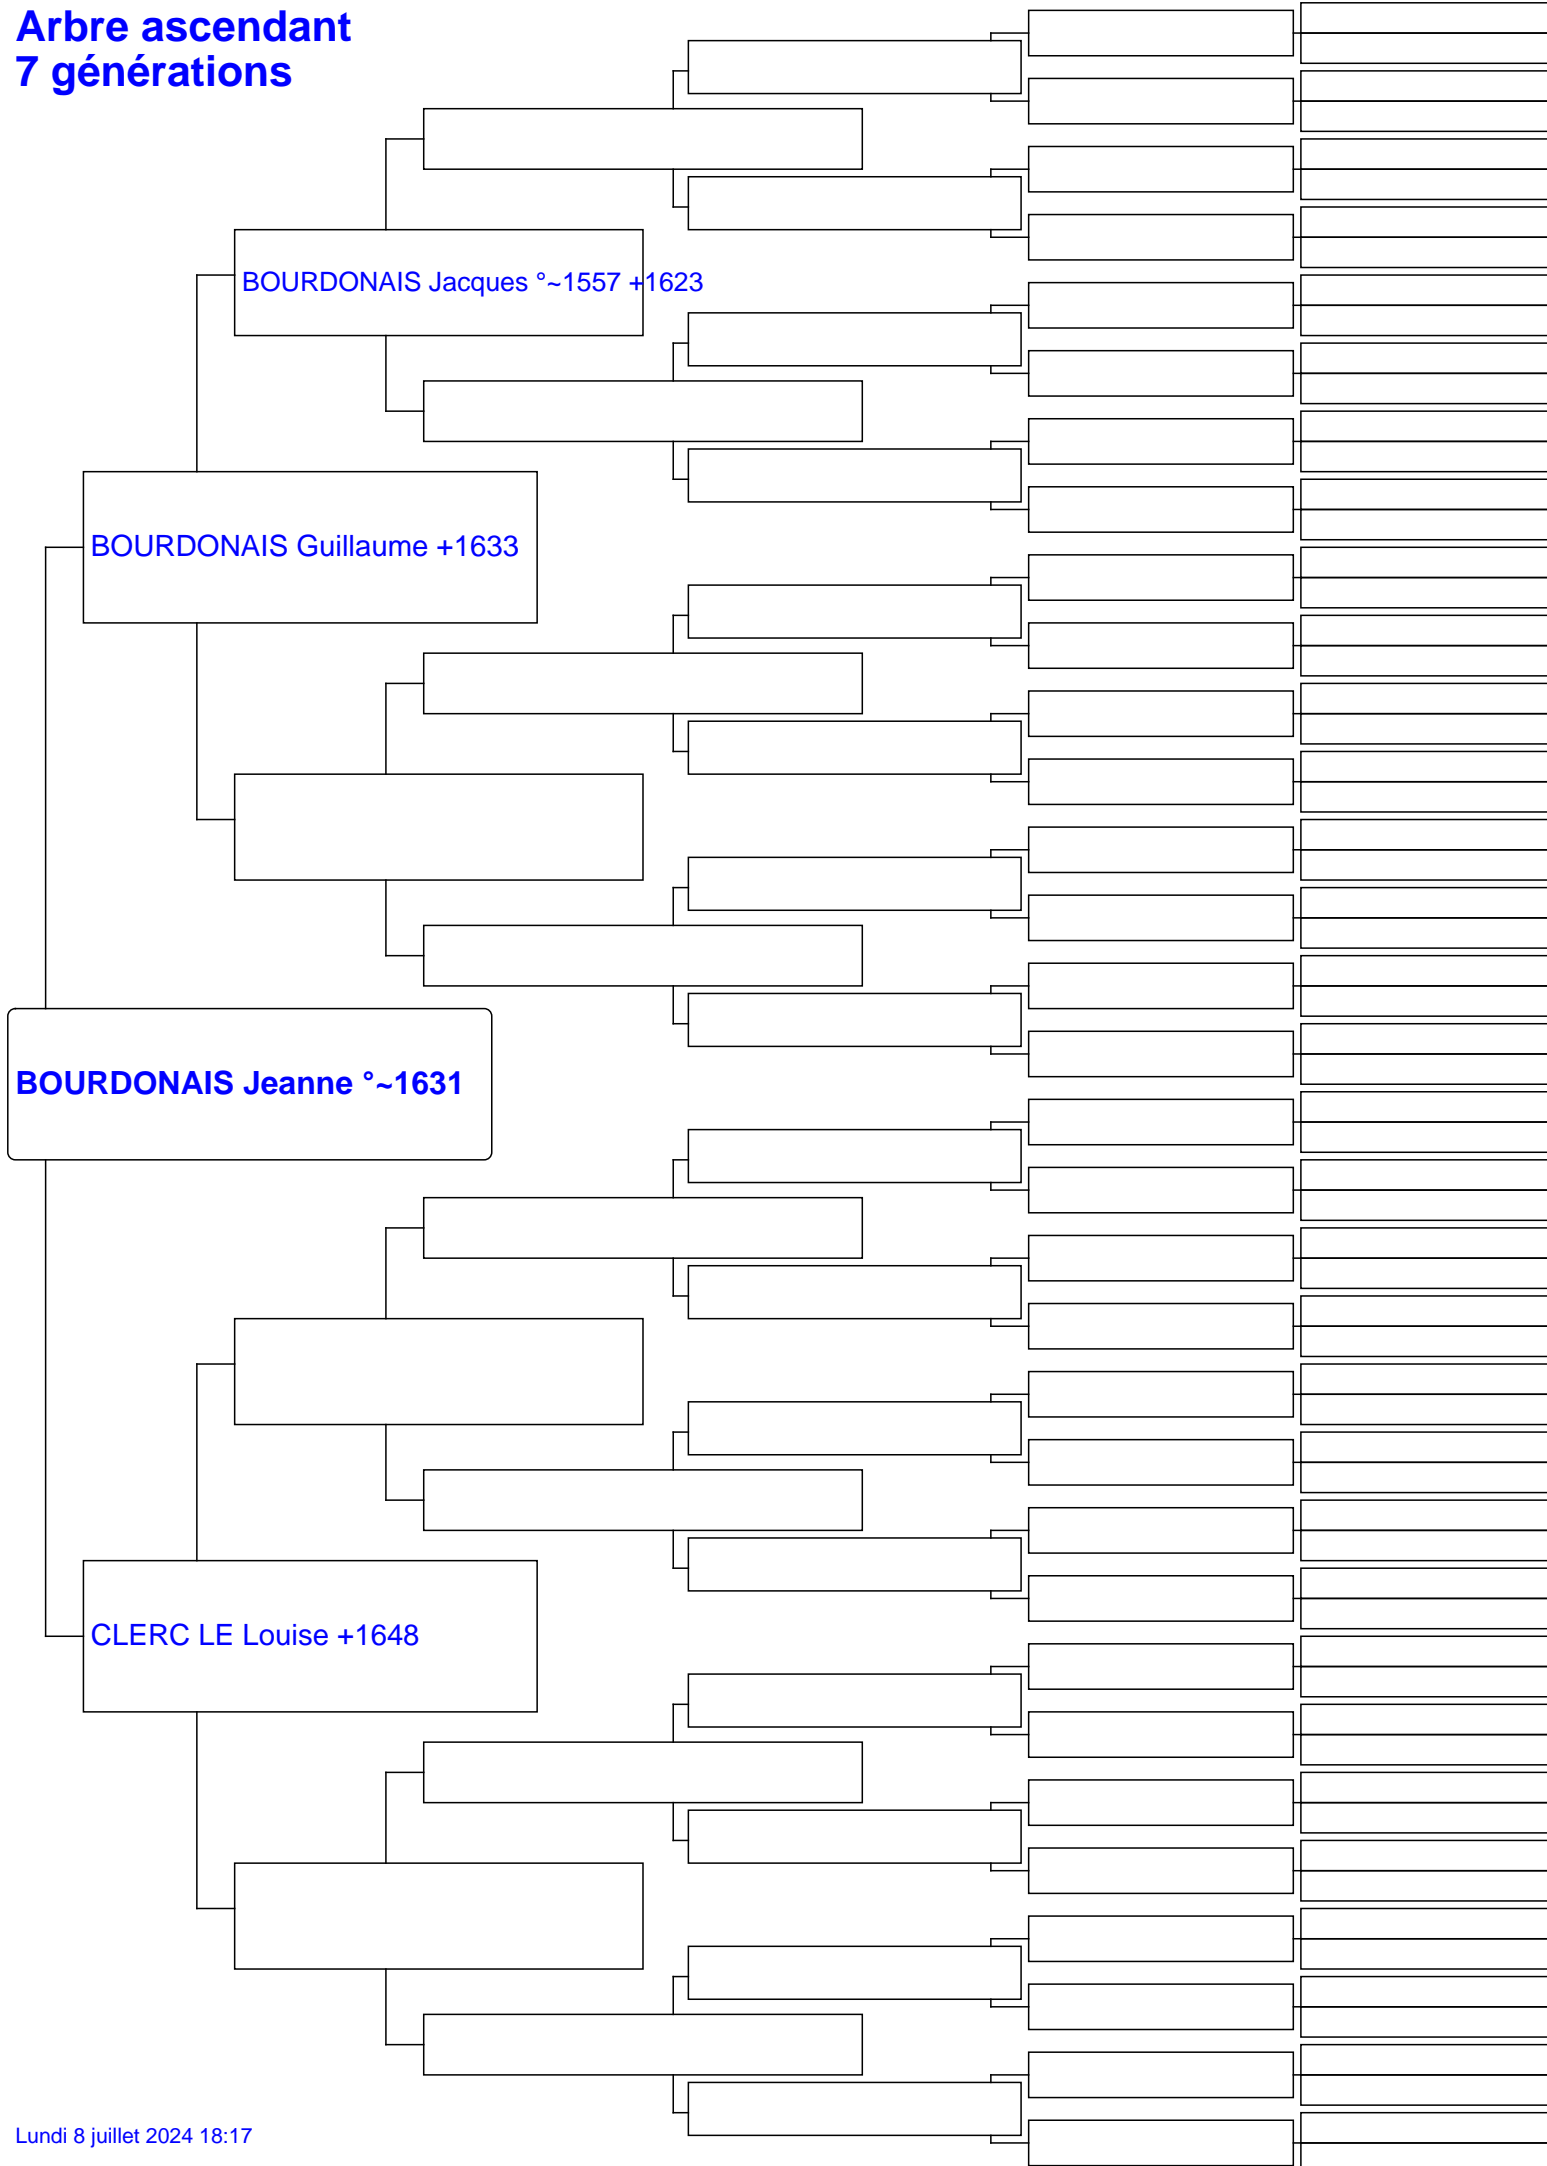 Arbre ascendant
7 générations
BOURDONAIS Jacques °~1557 +1623
BOURDONAIS Guillaume +1633
BOURDONAIS Jeanne °~1631
CLERC LE Louise +1648
Lundi 8 juillet 2024 18:17